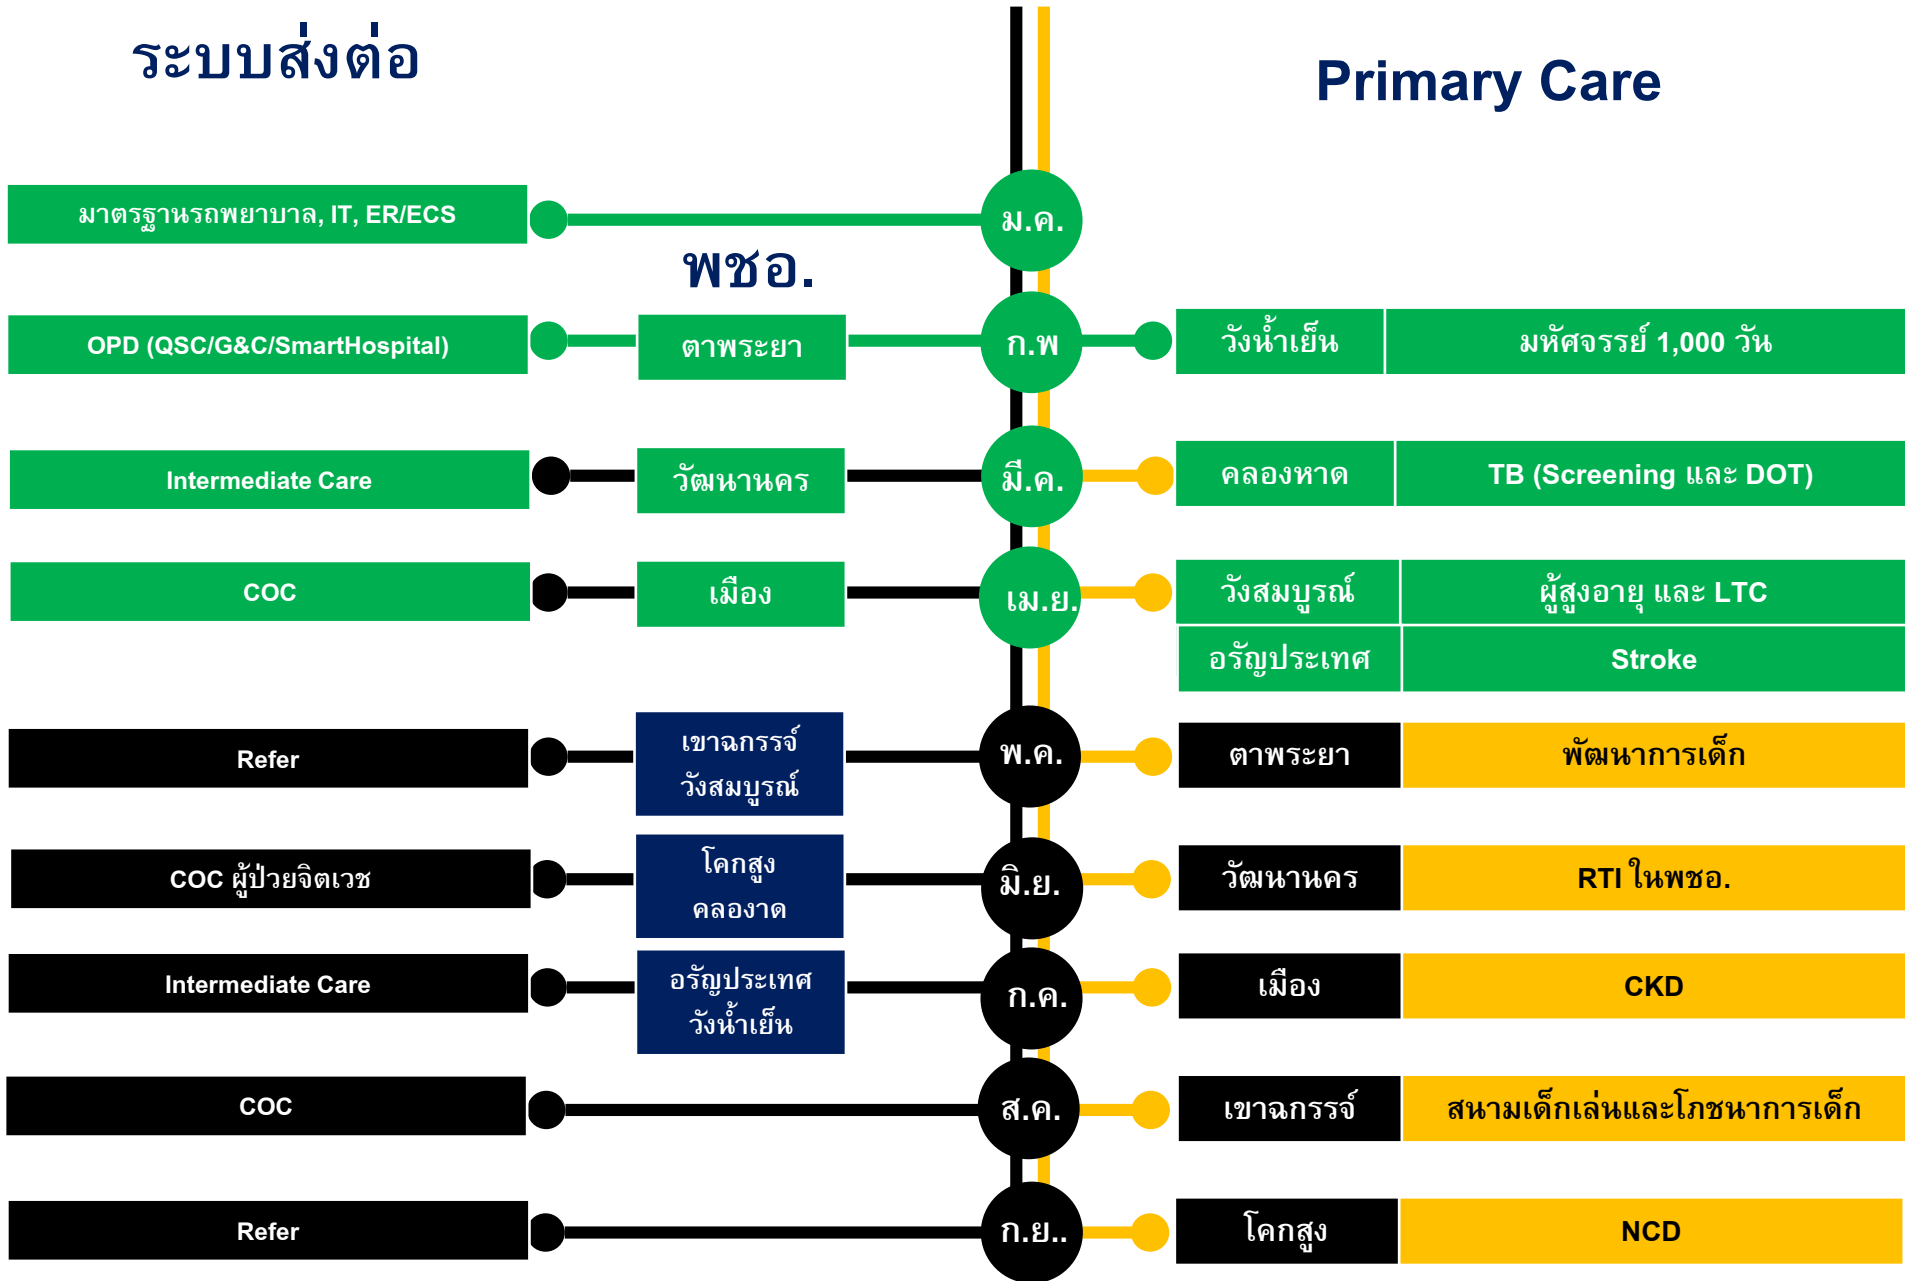 ระบบส่งต่อ
Primary Care
มาตรฐานรถพยาบาล, IT, ER/ECS
ม.ค.
พชอ.
OPD (QSC/G&C/SmartHospital)
ตาพระยา
ก.พ
วังน้ำเย็น
มหัศจรรย์ 1,000 วัน
Intermediate Care
วัฒนานคร
มี.ค.
คลองหาด
TB (Screening และ DOT)
COC
เมือง
เม.ย.
วังสมบูรณ์
ผู้สูงอายุ และ LTC
อรัญประเทศ
Stroke
Refer
เขาฉกรรจ์
วังสมบูรณ์
พ.ค.
ตาพระยา
พัฒนาการเด็ก
COC ผู้ป่วยจิตเวช
โคกสูง
คลองาด
มิ.ย.
วัฒนานคร
RTI ในพชอ.
Intermediate Care
อรัญประเทศ
วังน้ำเย็น
ก.ค.
เมือง
CKD
COC
ส.ค.
เขาฉกรรจ์
สนามเด็กเล่นและโภชนาการเด็ก
Refer
ก.ย..
โคกสูง
NCD